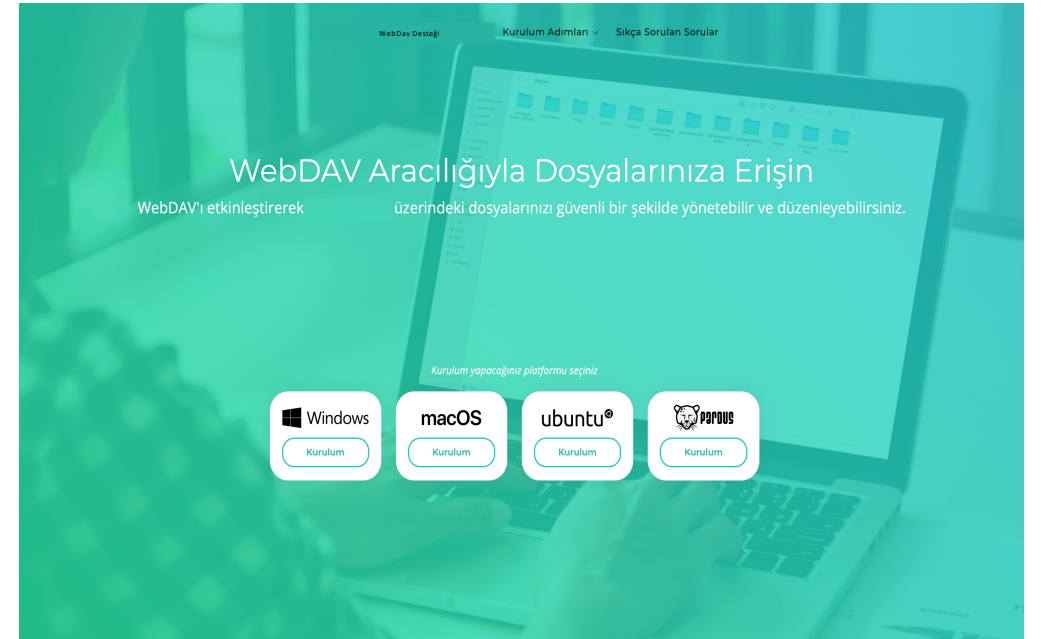 WebDav Desteği
Kurulum Adımları
Sıkça Sorulan Sorular
WebDAV Aracılığıyla Dosyalarınıza Erişin
WebDAV'ı etkinleştirerek üzerindeki dosyalarınızı güvenli bir şekilde yönetebilir ve düzenleyebilirsiniz.
Kurulum yapacağınız platformu seçiniz
Windows
Kurulum
macOS
Kurulum
ubuntu
Kurulum
PARDUS
Kurulum